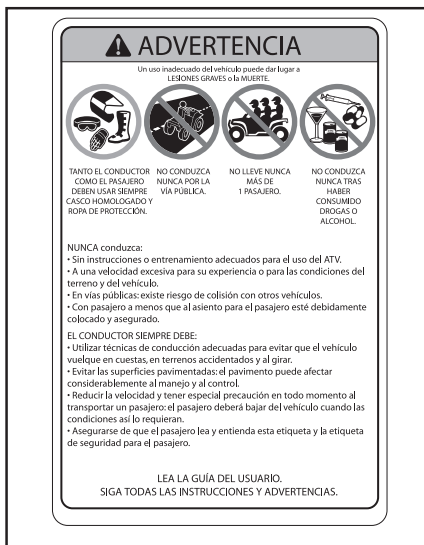 ADVERTENCIA
Un uso inadecuado del vehículo puede dar lugar a
LESIONES GRAVES o la MUERTE.
TANTO EL CONDUCTOR
COMO EL PASAJERO
DEBEN USAR SIEMPRE
CASCO HOMOLOGADO Y
ROPA DE PROTECCIÓN.
NO CONDUZCA
NUNCA POR LA
VÍA PÚBLICA.
NO LLEVE NUNCA
MÁS DE
1 PASAJERO.
NO CONDUZCA
NUNCA TRAS
HABER
CONSUMIDO
DROGAS O
ALCOHOL.
NUNCA conduzca:
• Sin instrucciones o entrenamiento adecuados para el uso del ATV.
• A una velocidad excesiva para su experiencia o para las condiciones del
terreno y del vehículo.
• En vías públicas: existe riesgo de colisión con otros vehículos.
• Con pasajero a menos que al asiento para el pasajero esté debidamente
colocado y asegurado.
EL CONDUCTOR SIEMPRE DEBE:
• Utilizar técnicas de conducción adecuadas para evitar que el vehículo
vuelque en cuestas, en terrenos accidentados y al girar.
• Evitar las superficies pavimentadas: el pavimento puede afectar
considerablemente al manejo y al control.
• Reducir la velocidad y tener especial precaución en todo momento al
transportar un pasajero: el pasajero deberá bajar del vehículo cuando las
condiciones así lo requieran.
• Asegurarse de que el pasajero lea y entienda esta etiqueta y la etiqueta
de seguridad para el pasajero.
LEA LA GUÍA DEL USUARIO.
SIGA TODAS LAS INSTRUCCIONES Y ADVERTENCIAS.